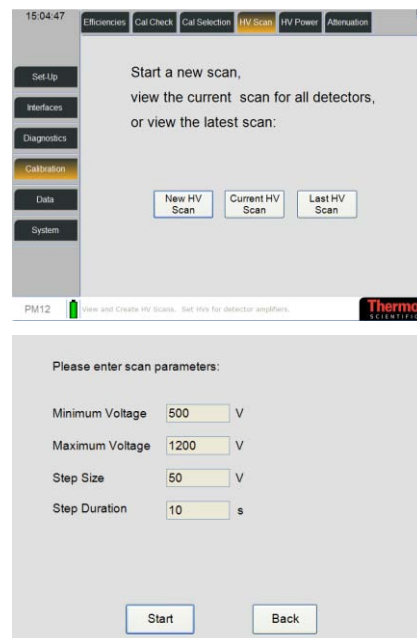 15:04:47
Efficiencies Cal Check Cal Selection HV Scan HV Power Attenuation
Set-Up
Interfaces
Diagnostics
Calibration
Data
System
Start a new scan,
view the current scan for all detectors,
or view the latest scan:
New HV Scan
Current HV Scan
Last HV Scan
PM12
View and Create HV Scans. Set HVs for detector amplifiers.
Thermo
SCIENTIFIC
Please enter scan parameters:
Minimum Voltage 500 V
Maximum Voltage 1200 V
Step Size 50 V
Step Duration 10 s
Start Back